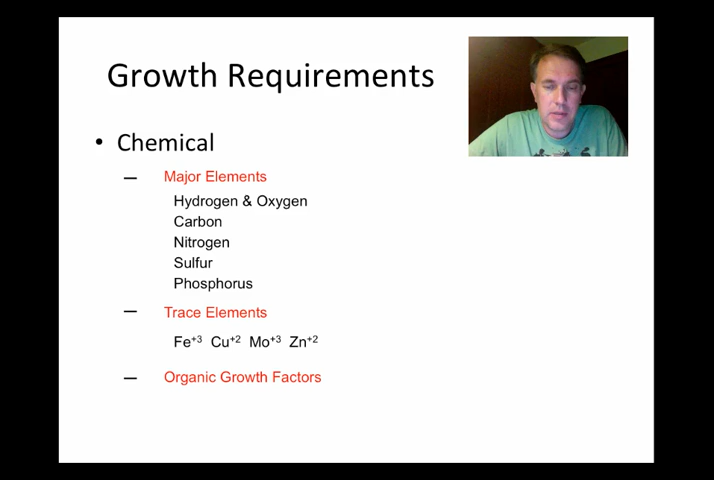 Growth Requirements
• Chemical
— Major Elements
Hydrogen & Oxygen
Carbon
Nitrogen
Sulfur
Phosphorus
— Trace Elements
Fe⁺³ Cu⁺² Mo⁺³ Zn⁺²
— Organic Growth Factors